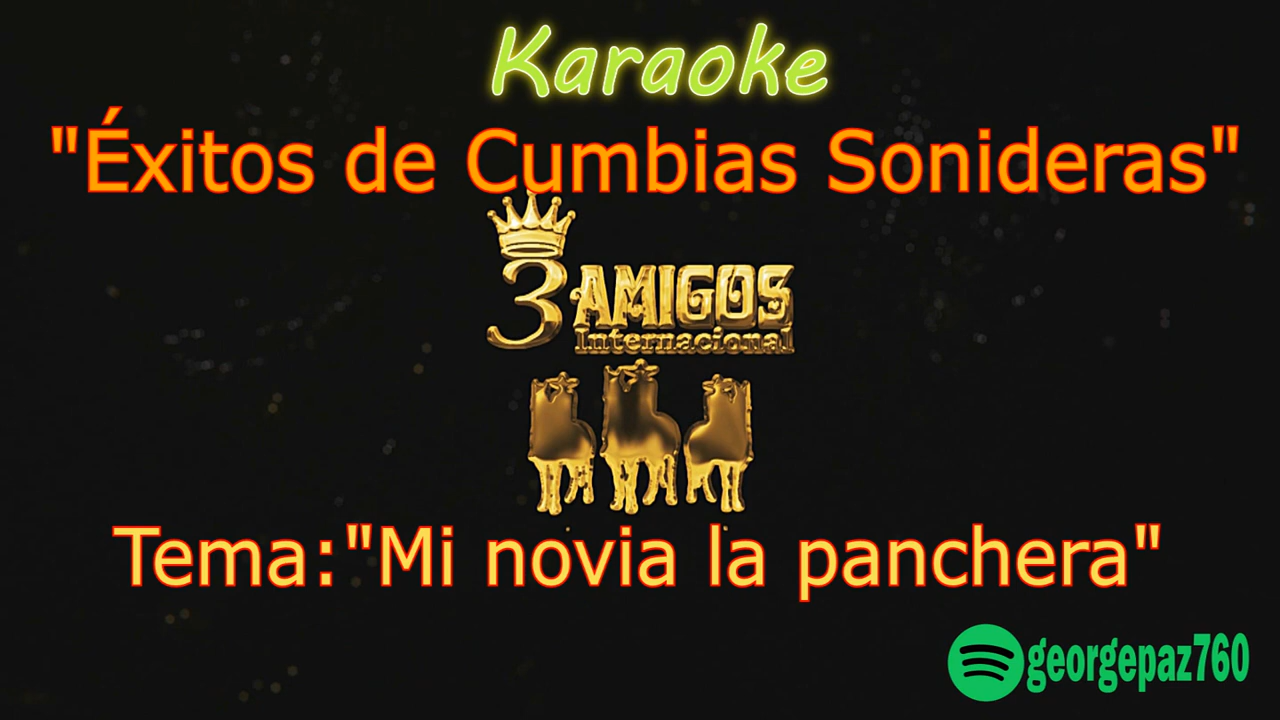 Karaoke
"Éxitos de Cumbias Sonideras"
3 AMIGOS
Internacional
Tema:"Mi novia la panchera"
georgepaz760